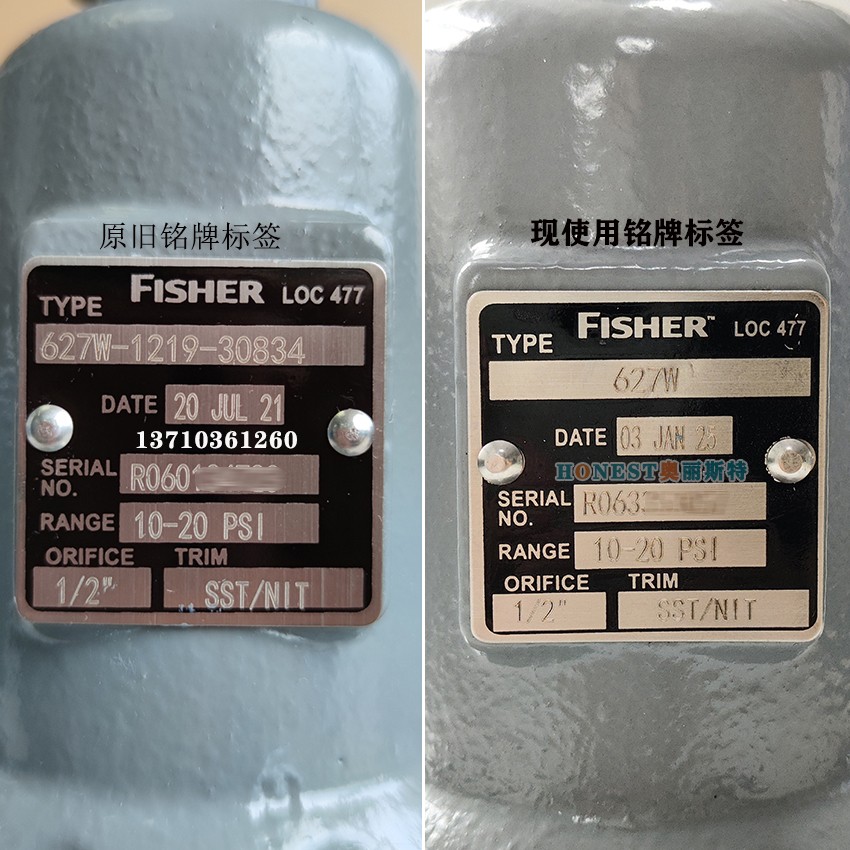 原旧铭牌标签
FISHER LOC 477
TYPE
627W-1219-30834
DATE 20 JUL 21
13710361260
SERIAL NO. R060
RANGE 10-20 PSI
ORIFICE TRIM
1/2" SST/NIT
现使用铭牌标签
FISHER™ LOC 477
TYPE
627W
DATE 03 JAN 25
HONEST奥丽斯特
SERIAL NO. R063
RANGE 10-20 PSI
ORIFICE TRIM
1/2" SST/NIT